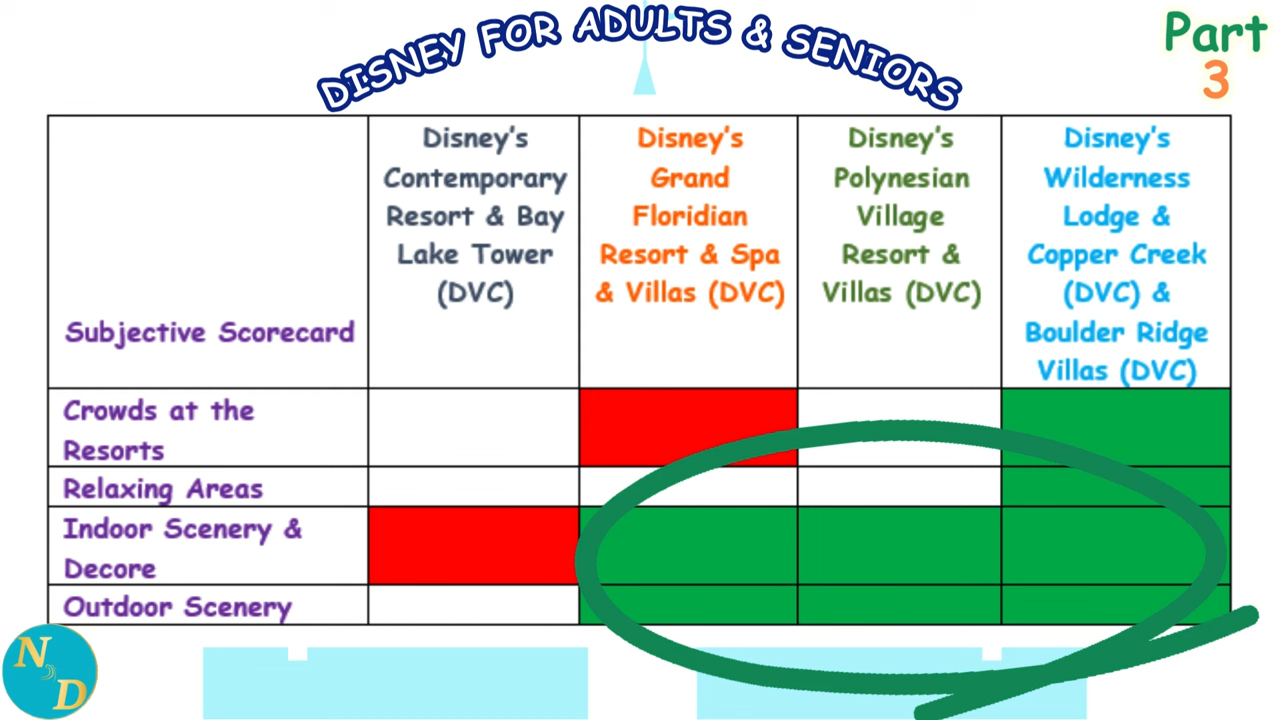 DISNEY FOR ADULTS & SENIORS
Part
3
Subjective Scorecard
Disney's
Contemporary
Resort & Bay
Lake Tower
(DVC)
Disney's
Grand
Floridian
Resort & Spa
& Villas (DVC)
Disney's
Polynesian
Village
Resort &
Villas (DVC)
Disney's
Wilderness
Lodge &
Copper Creek
(DVC) &
Boulder Ridge
Villas (DVC)
Crowds at the
Resorts
Relaxing Areas
Indoor Scenery &
Decore
Outdoor Scenery
N
D